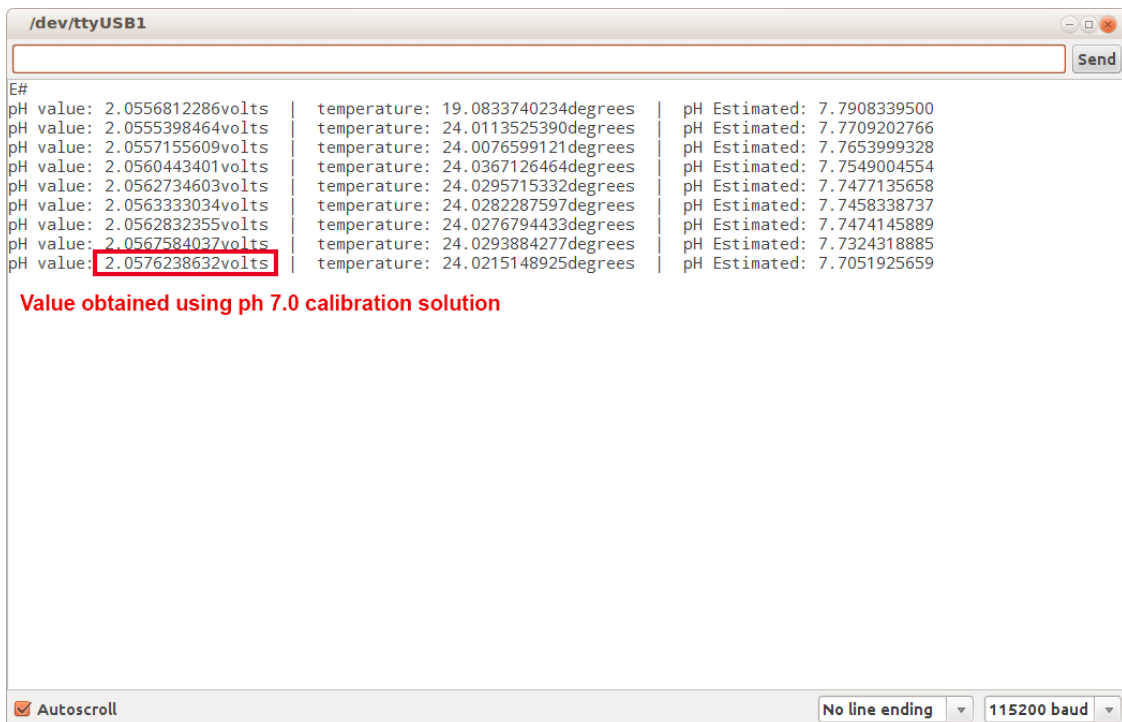 /dev/ttyUSB1
Send
E#
pH value: 2.0556812286volts | temperature: 19.0833740234degrees | pH Estimated: 7.7908339500
pH value: 2.0555398464volts | temperature: 24.0113525390degrees | pH Estimated: 7.7709202766
pH value: 2.0557155609volts | temperature: 24.0076599121degrees | pH Estimated: 7.7653999328
pH value: 2.0560443401volts | temperature: 24.0367126464degrees | pH Estimated: 7.7549004554
pH value: 2.0562734603volts | temperature: 24.0295715332degrees | pH Estimated: 7.7477135658
pH value: 2.0563333034volts | temperature: 24.0282287597degrees | pH Estimated: 7.7458338737
pH value: 2.0562832355volts | temperature: 24.0276794433degrees | pH Estimated: 7.7474145889
pH value: 2.0567584037volts | temperature: 24.0293884277degrees | pH Estimated: 7.7324318885
pH value: 2.0576238632volts | temperature: 24.0215148925degrees | pH Estimated: 7.7051925659
Value obtained using ph 7.0 calibration solution
Autoscroll
No line ending
115200 baud